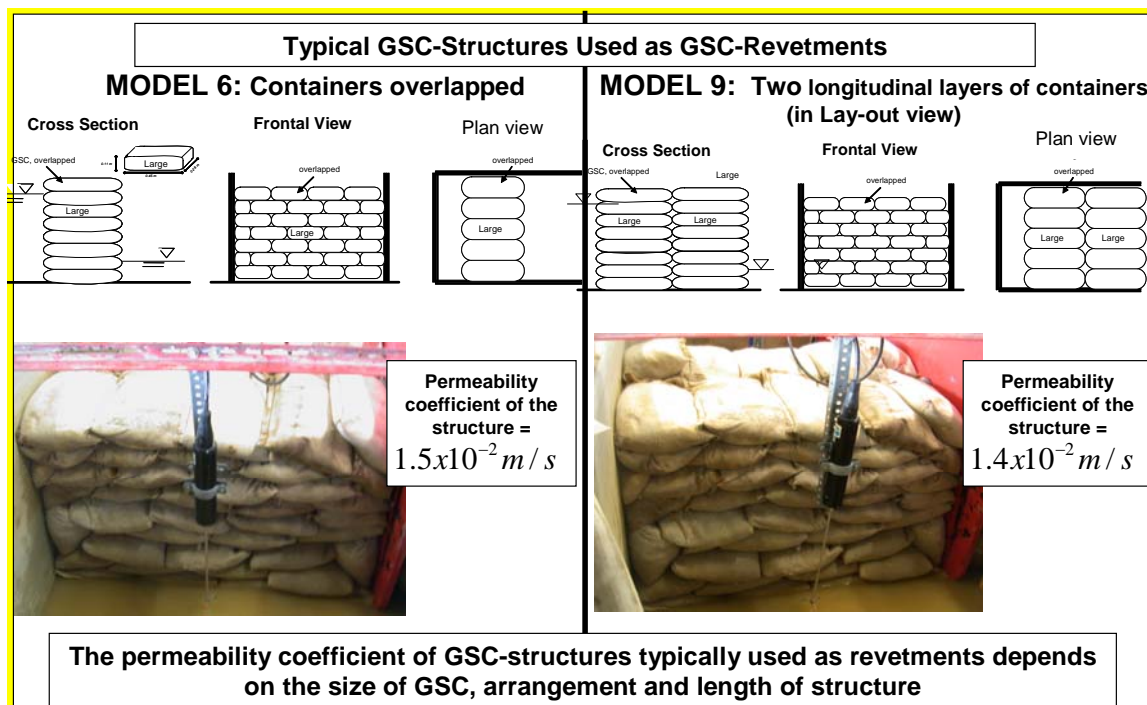 Typical GSC-Structures Used as GSC-Revetments
MODEL 6: Containers overlapped
Cross Section
Frontal View
Plan view
GSC, overlapped
Large
Large
overlapped
Large
Large
Permeability
coefficient of the
structure =
1.5x10⁻² m / s
MODEL 9: Two longitudinal layers of containers
(in Lay-out view)
Cross Section
Frontal View
Plan view
GSC, overlapped
Large
Large
Large
overlapped
overlapped
Large
Large
Permeability
coefficient of the
structure =
1.4x10⁻² m / s
The permeability coefficient of GSC-structures typically used as revetments depends
on the size of GSC, arrangement and length of structure